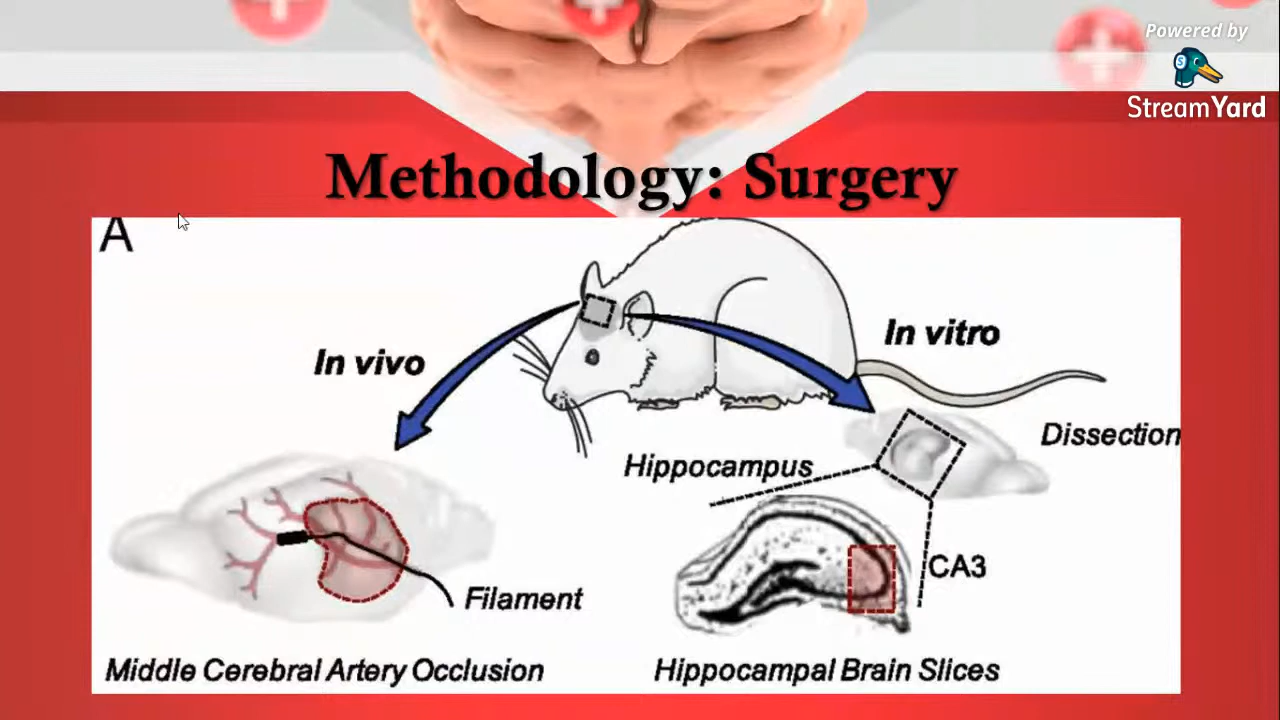 Powered by
StreamYard
Methodology: Surgery
A
In vivo
In vitro
Dissection
Hippocampus
CA3
Filament
Middle Cerebral Artery Occlusion
Hippocampal Brain Slices